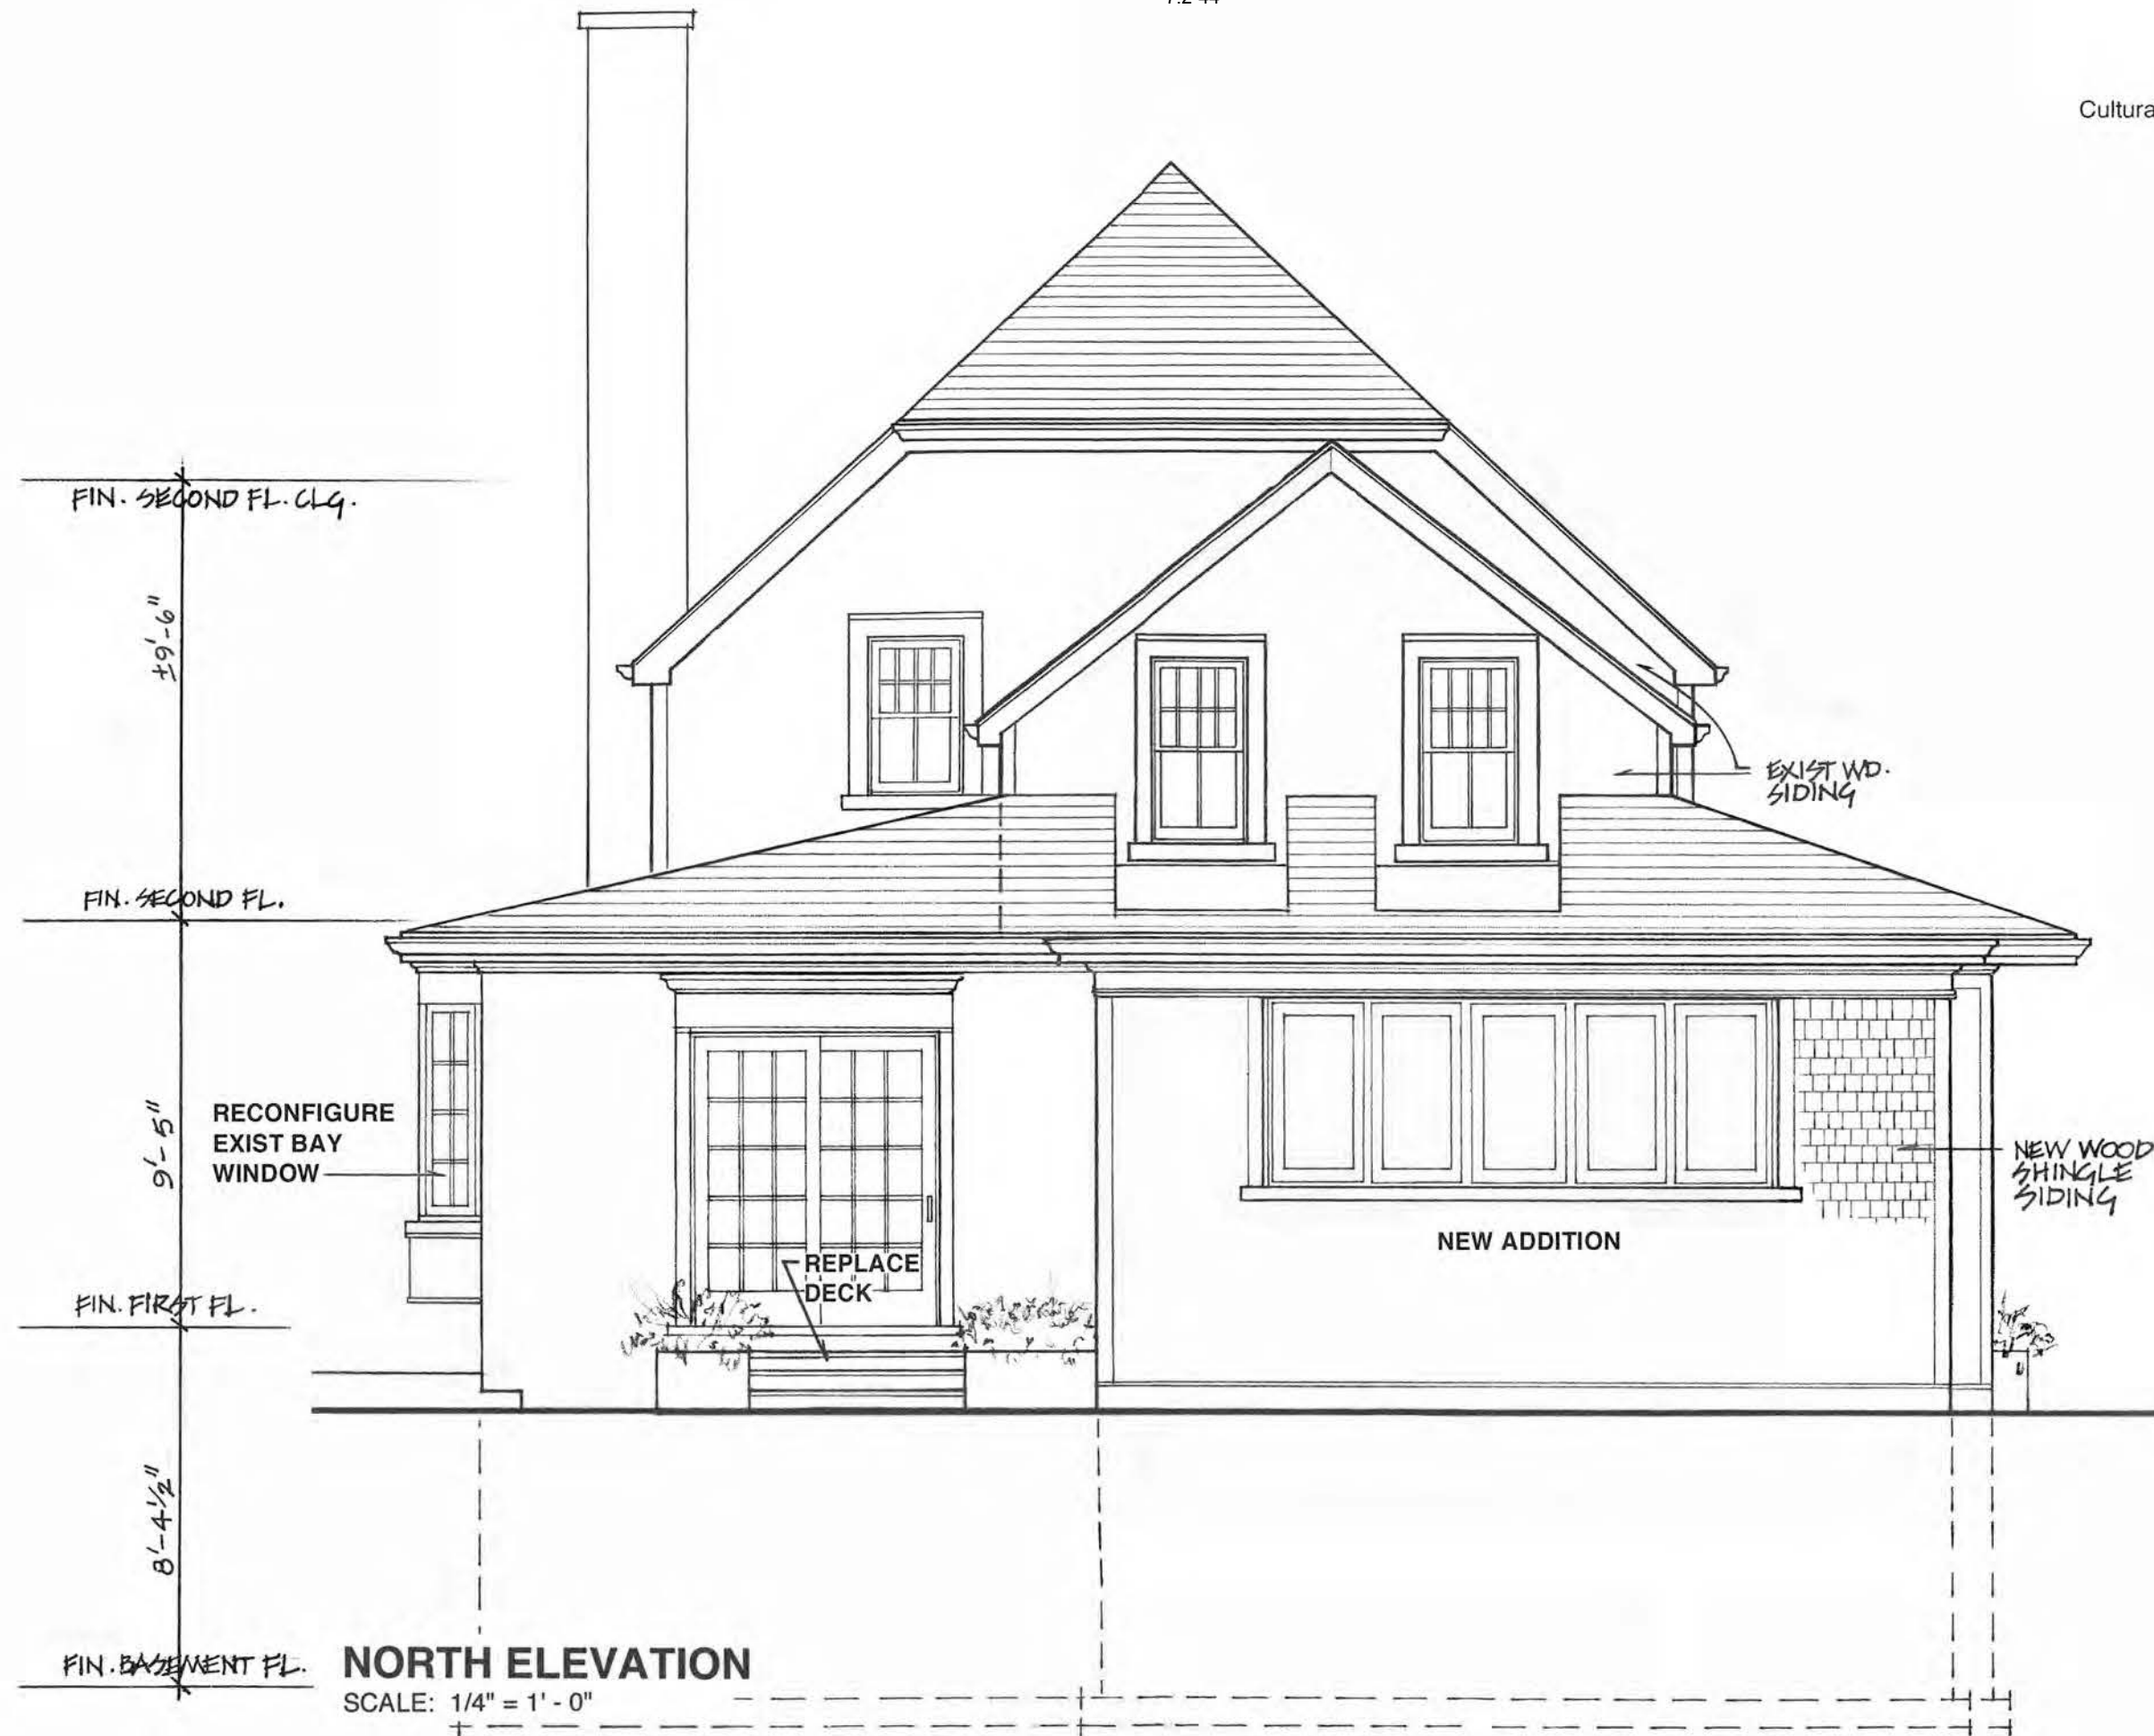 Cultura
FIN. SECOND FL. CLG.
±9'-6"
EXIST WD.
SIDING
FIN. SECOND FL.
9'-5"
RECONFIGURE
EXIST BAY
WINDOW
NEW WOOD
SHINGLE
SIDING
NEW ADDITION
REPLACE
DECK
FIN. FIRST FL.
8'-4½"
FIN. BASEMENT FL.
NORTH ELEVATION
SCALE: 1/4" = 1' - 0"